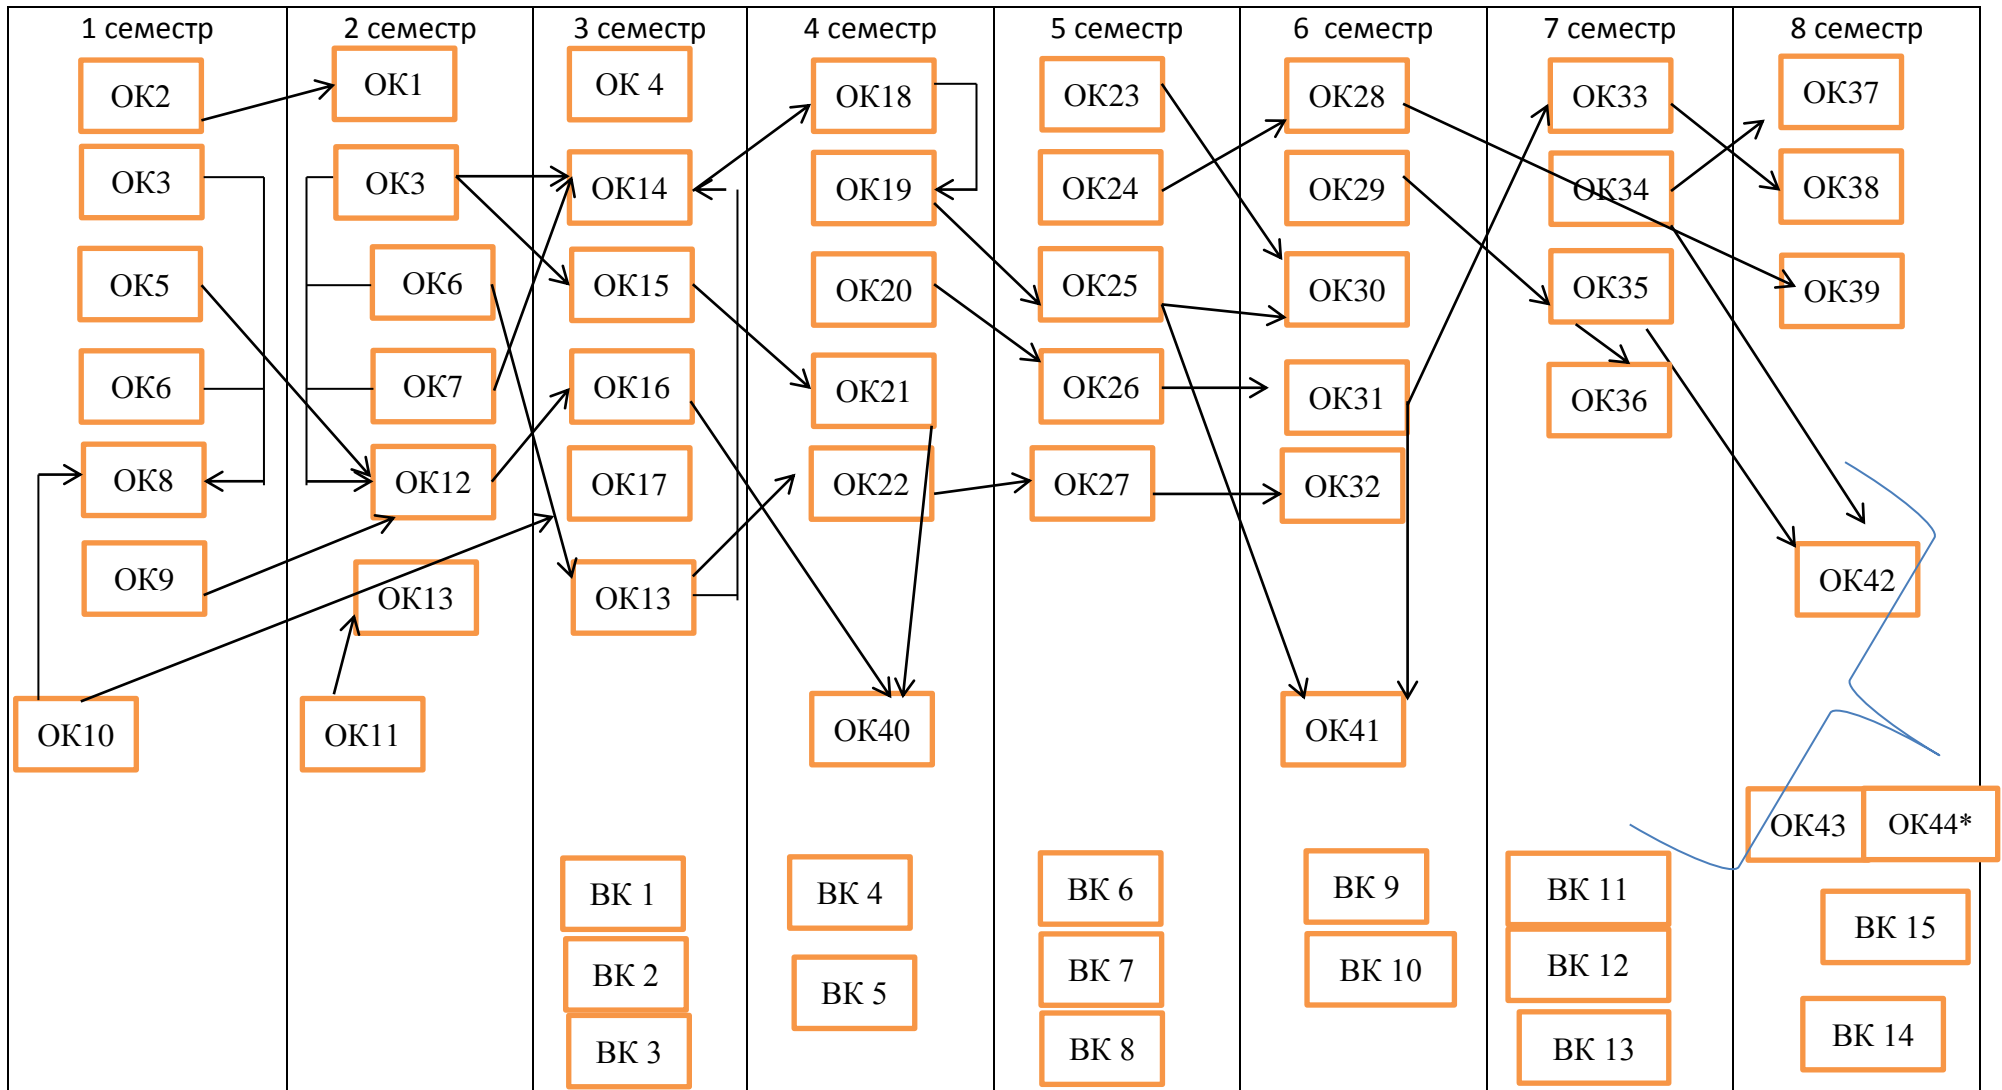 1 семестр
ОК2
ОК3
ОК5
ОК6
ОК8
ОК9
ОК10
2 семестр
ОК1
ОК3
ОК6
ОК7
ОК12
ОК13
ОК11
3 семестр
ОК 4
ОК14
ОК15
ОК16
ОК17
ОК13
ВК 1
ВК 2
ВК 3
4 семестр
ОК18
ОК19
ОК20
ОК21
ОК22
ОК40
ВК 4
ВК 5
5 семестр
ОК23
ОК24
ОК25
ОК26
ОК27
ВК 6
ВК 7
ВК 8
6 семестр
ОК28
ОК29
ОК30
ОК31
ОК32
ОК41
ВК 9
ВК 10
7 семестр
ОК33
ОК34
ОК35
ОК36
ВК 11
ВК 12
ВК 13
8 семестр
ОК37
ОК38
ОК39
ОК42
ОК43
ОК44*
ВК 15
ВК 14